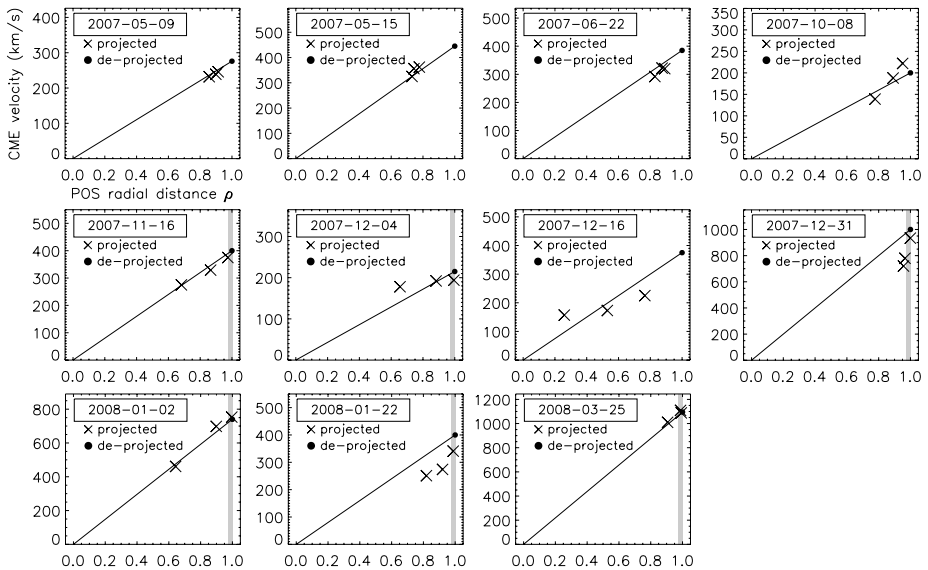 CME velocity (km/s)
2007-05-09
× projected
● de-projected
400
300
200
100
0
0.0 0.2 0.4 0.6 0.8 1.0
POS radial distance ρ
2007-05-15
× projected
● de-projected
500
400
300
200
100
0
0.0 0.2 0.4 0.6 0.8 1.0
2007-06-22
× projected
● de-projected
500
400
300
200
100
0
0.0 0.2 0.4 0.6 0.8 1.0
2007-10-08
× projected
● de-projected
350
300
250
200
150
100
50
0
0.0 0.2 0.4 0.6 0.8 1.0
2007-11-16
× projected
● de-projected
500
400
300
200
100
0
0.0 0.2 0.4 0.6 0.8 1.0
2007-12-04
× projected
● de-projected
300
200
100
0
0.0 0.2 0.4 0.6 0.8 1.0
2007-12-16
× projected
● de-projected
500
400
300
200
100
0
0.0 0.2 0.4 0.6 0.8 1.0
2007-12-31
× projected
● de-projected
1000
800
600
400
200
0
0.0 0.2 0.4 0.6 0.8 1.0
2008-01-02
× projected
● de-projected
800
600
400
200
0
0.0 0.2 0.4 0.6 0.8 1.0
2008-01-22
× projected
● de-projected
500
400
300
200
100
0
0.0 0.2 0.4 0.6 0.8 1.0
2008-03-25
× projected
● de-projected
1200
1000
800
600
400
200
0
0.0 0.2 0.4 0.6 0.8 1.0